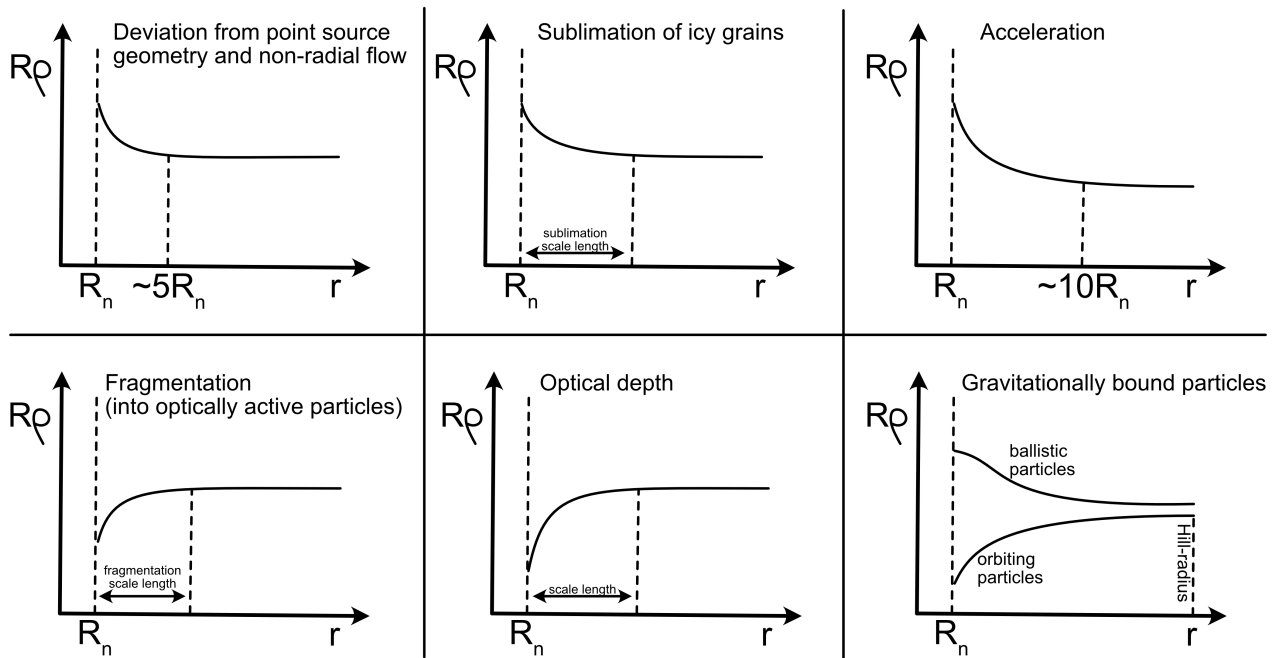 Deviation from point source
geometry and non-radial flow
Rρ
Rₙ ~5Rₙ r
Sublimation of icy grains
Rρ
sublimation
scale length
Rₙ r
Acceleration
Rρ
Rₙ ~10Rₙ r
Fragmentation
(into optically active particles)
Rρ
fragmentation
scale length
Rₙ r
Optical depth
Rρ
scale length
Rₙ r
Gravitationally bound particles
Rρ
ballistic
particles
orbiting
particles
Hill-radius
Rₙ r